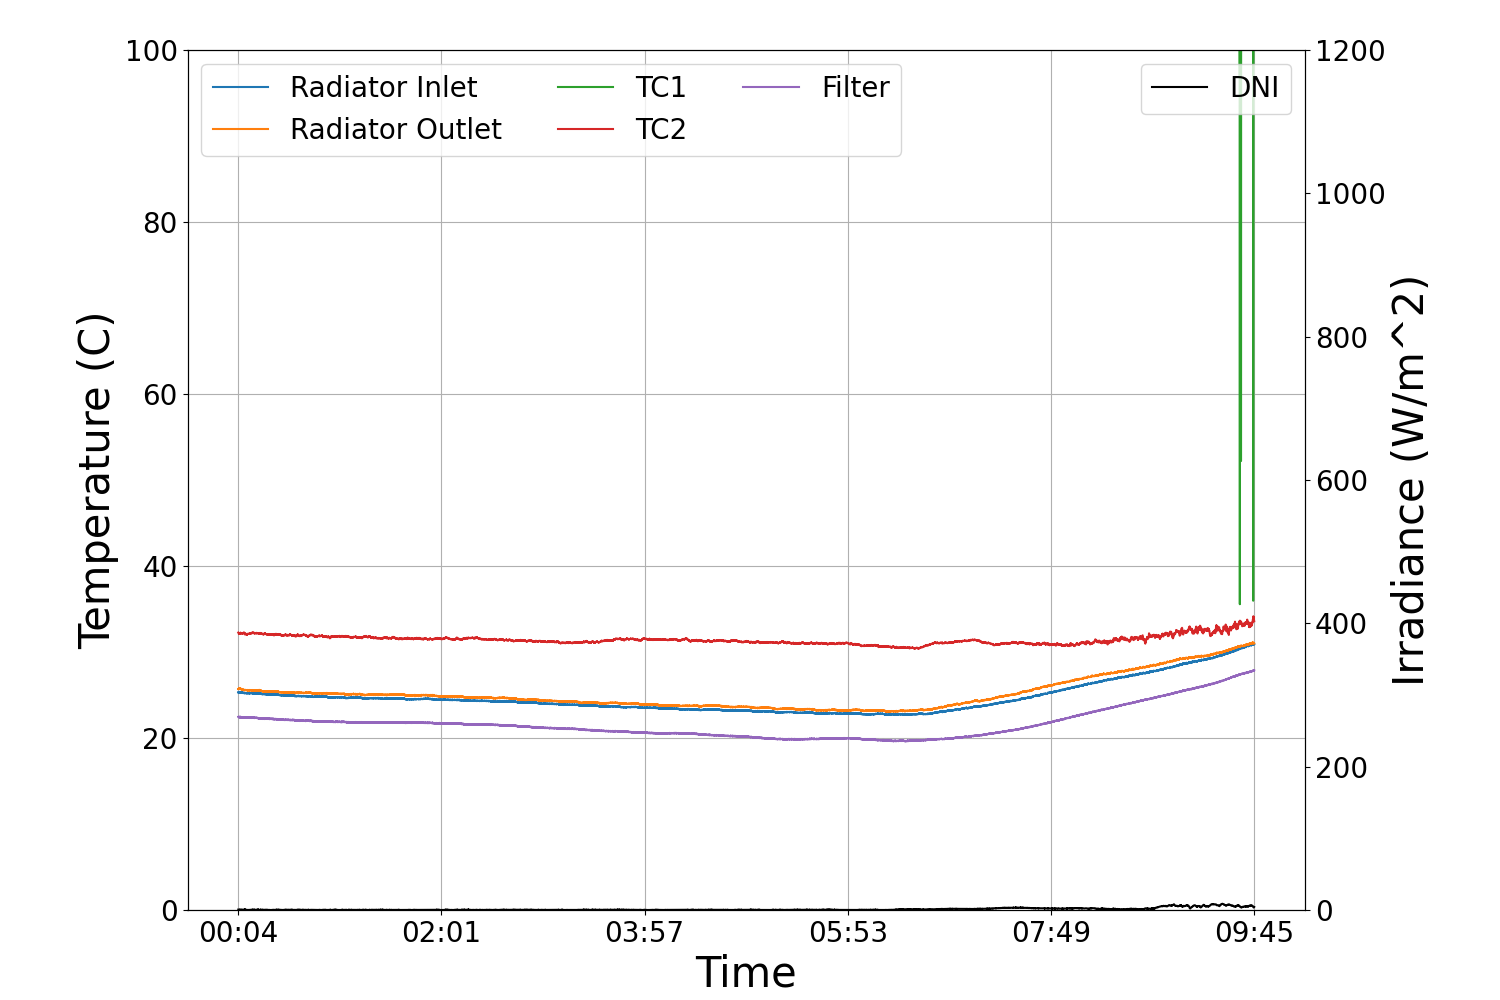 Radiator Inlet
Radiator Outlet
TC1
TC2
Filter
DNI
100
80
60
40
20
0
Temperature (C)
1200
1000
800
600
400
200
0
Irradiance (W/m^2)
00:04 02:01 03:57 05:53 07:49 09:45
Time